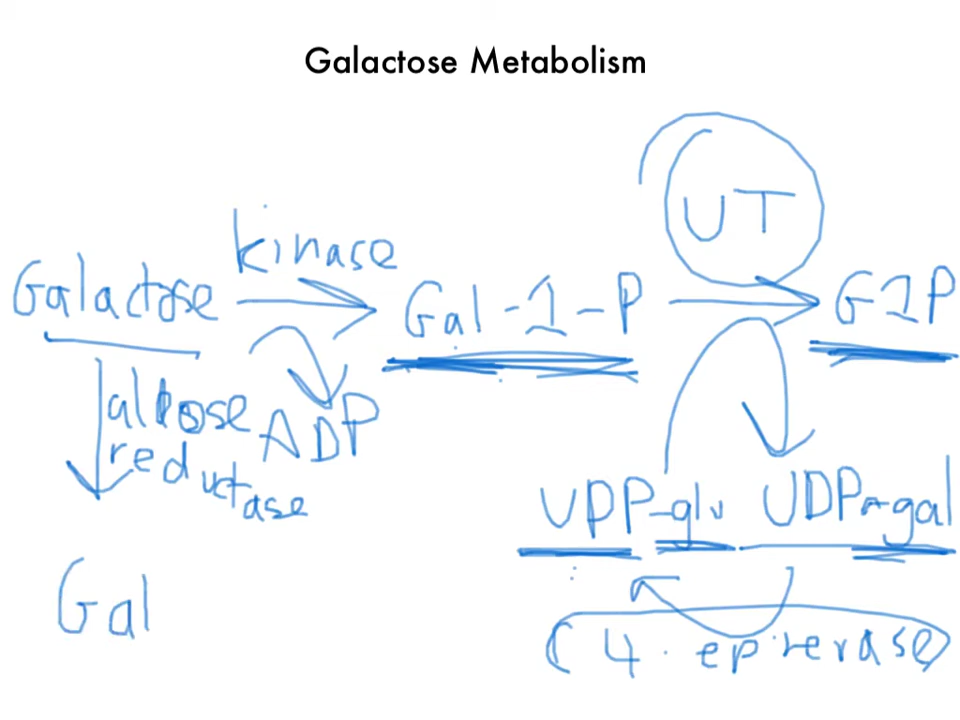 Galactose Metabolism
UT
kinase
Galactose Gal-1-P G1P
aldose
reductase
ADP
UDP-glu UDP-gal
Gal
(4.epimerase)